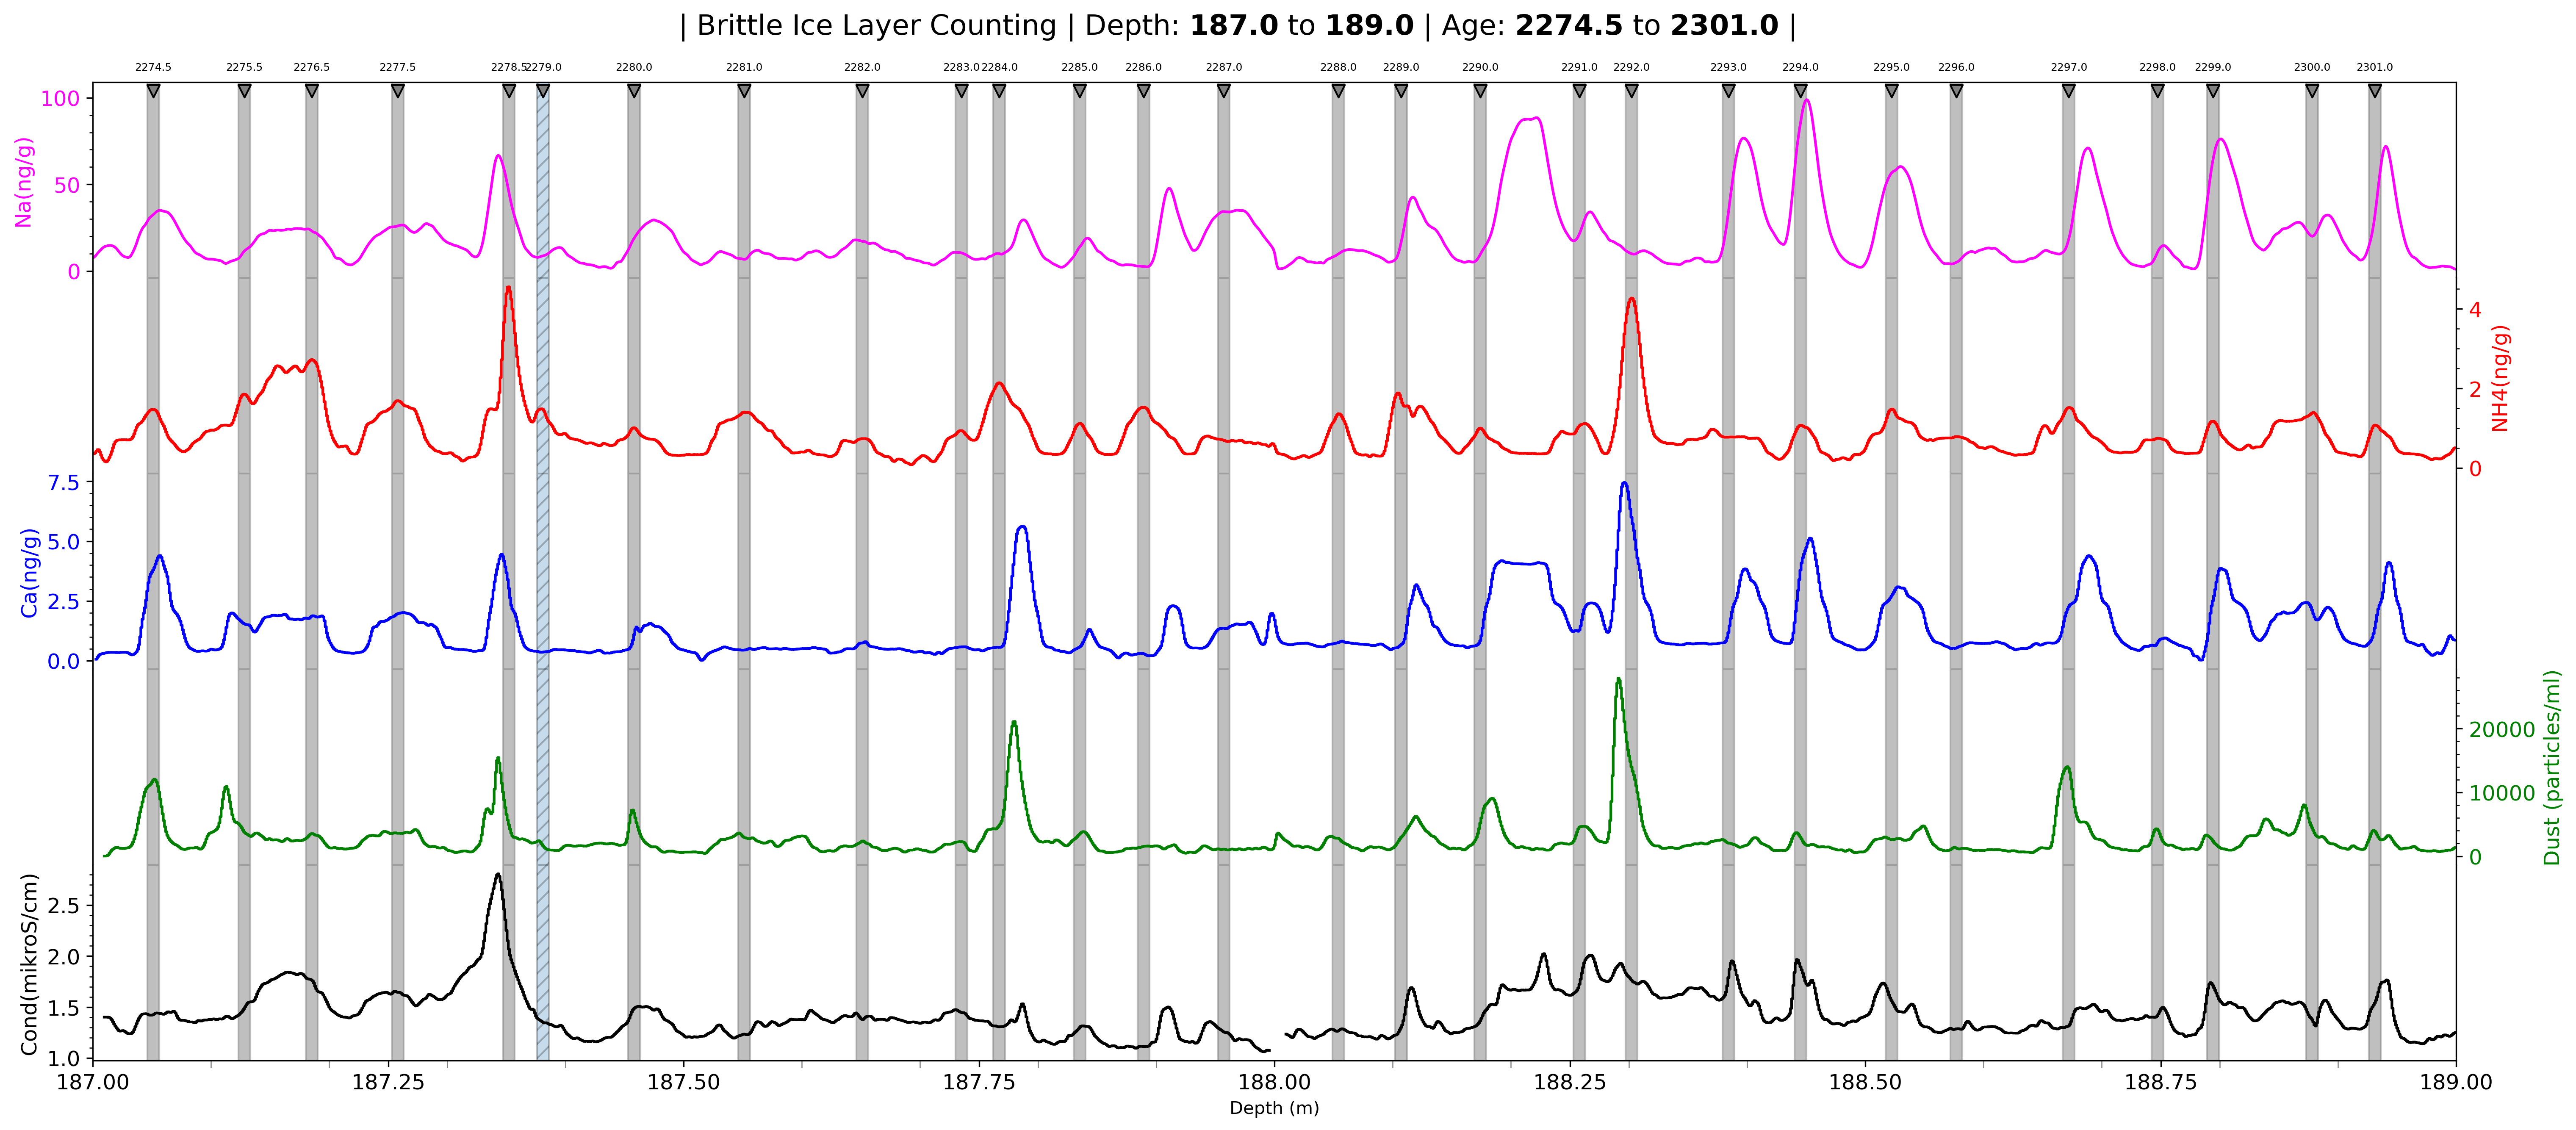 | Brittle Ice Layer Counting | Depth: 187.0 to 189.0 | Age: 2274.5 to 2301.0 |
2274.5 2275.5 2276.5 2277.5 2278.5 2279.0 2280.0 2281.0 2282.0 2283.0 2284.0 2285.0 2286.0 2287.0 2288.0 2289.0 2290.0 2291.0 2292.0 2293.0 2294.0 2295.0 2296.0 2297.0 2298.0 2299.0 2300.0 2301.0
Na(ng/g)
100
50
0
NH4(ng/g)
4
2
0
Ca(ng/g)
7.5
5.0
2.5
0.0
Dust (particles/ml)
20000
10000
0
Cond(mikroS/cm)
2.5
2.0
1.5
1.0
187.00 187.25 187.50 187.75 188.00 188.25 188.50 188.75 189.00
Depth (m)